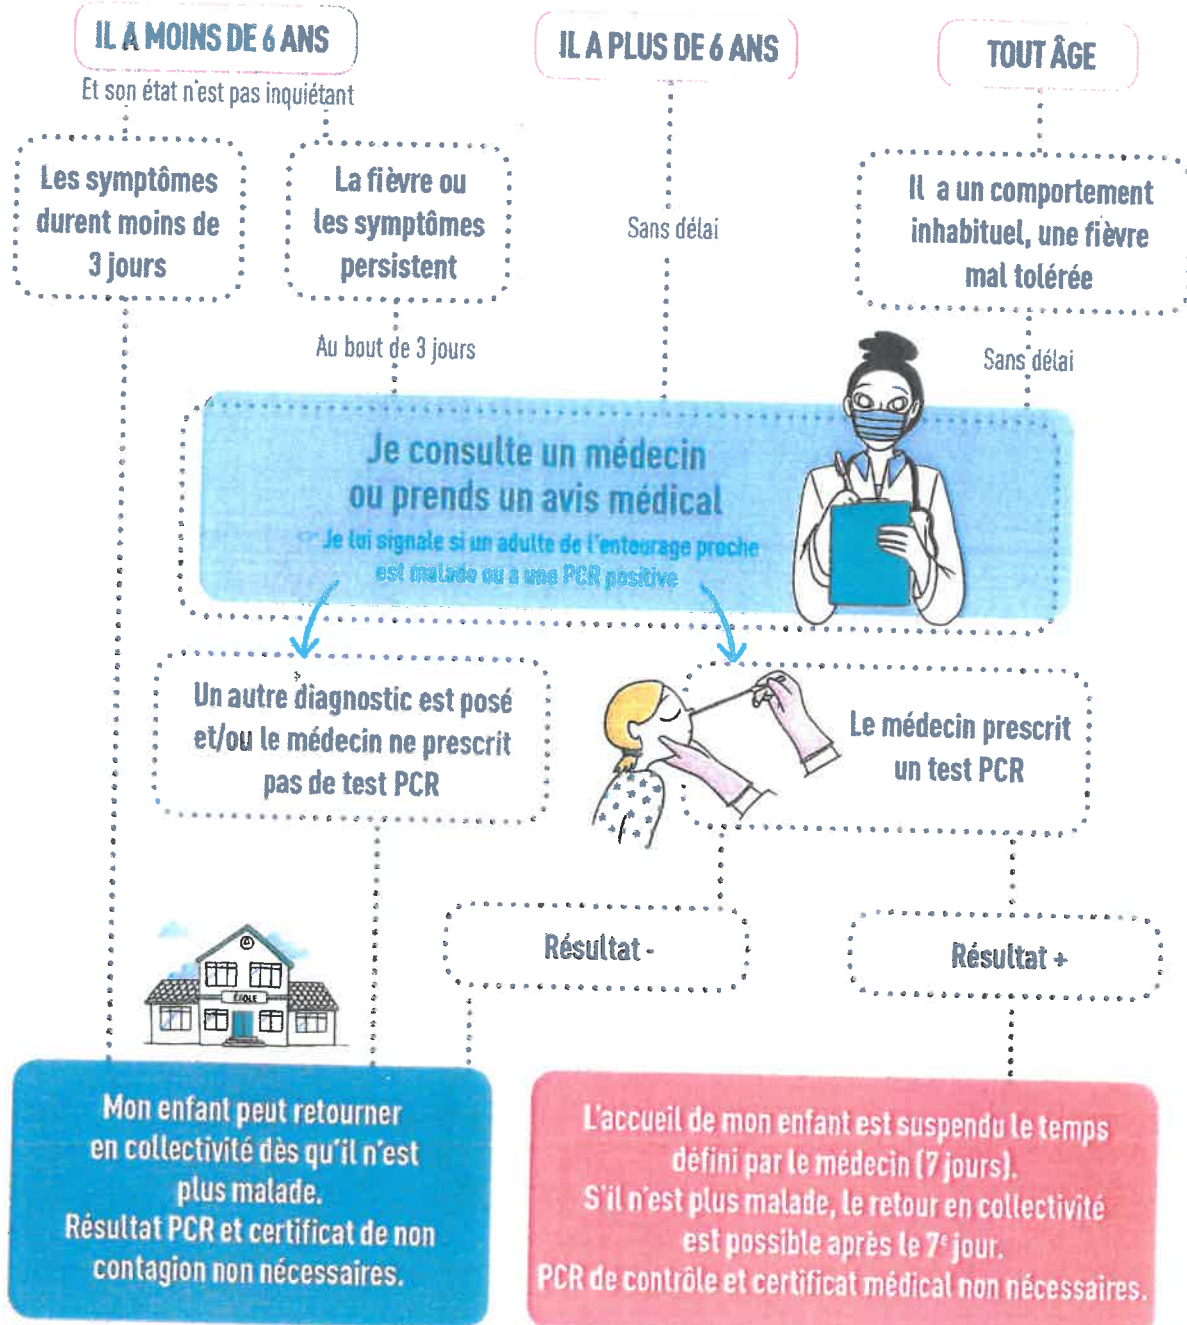 IL A MOINS DE 6 ANS
Et son état n'est pas inquiétant
IL A PLUS DE 6 ANS
TOUT ÂGE
Les symptômes
durent moins de
3 jours
La fièvre ou
les symptômes
persistent
Sans délai
Il a un comportement
inhabituel, une fièvre
mal tolérée
Au bout de 3 jours
Sans délai
Je consulte un médecin
ou prends un avis médical
Je lui signale si un adulte de l'entourage proche
est malade ou a une PCR positive
Un autre diagnostic est posé
et/ou le médecin ne prescrit
pas de test PCR
Le médecin prescrit
un test PCR
Résultat -
Résultat +
ÉCOLE
Mon enfant peut retourner
en collectivité dès qu'il n'est
plus malade.
Résultat PCR et certificat de non
contagion non nécessaires.
L'accueil de mon enfant est suspendu le temps
défini par le médecin (7 jours).
S'il n'est plus malade, le retour en collectivité
est possible après le 7e jour.
PCR de contrôle et certificat médical non nécessaires.